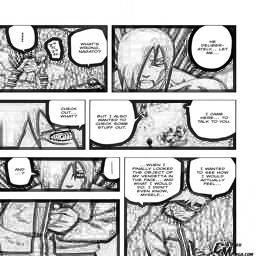 HE
DELIBER-
ATELY... LET
ME...
WHAT'S
WRONG,
NAGATO?
I CAME
HERE... TO
TALK TO YOU.
BUT I ALSO
WANTED TO
CHECK SOME
STUFF OUT.
CHECK
OUT...
WHAT?
I WANTED
TO SEE HOW
I WOULD
ACTUALLY
FEEL...
...WHEN I
FINALLY LOOKED
THE OBJECT OF
MY VENDETTA IN
THE FACE... AND
WHAT I WOULD
DO. I DIDN'T
EVEN KNOW,
MYSELF...
AND
...?